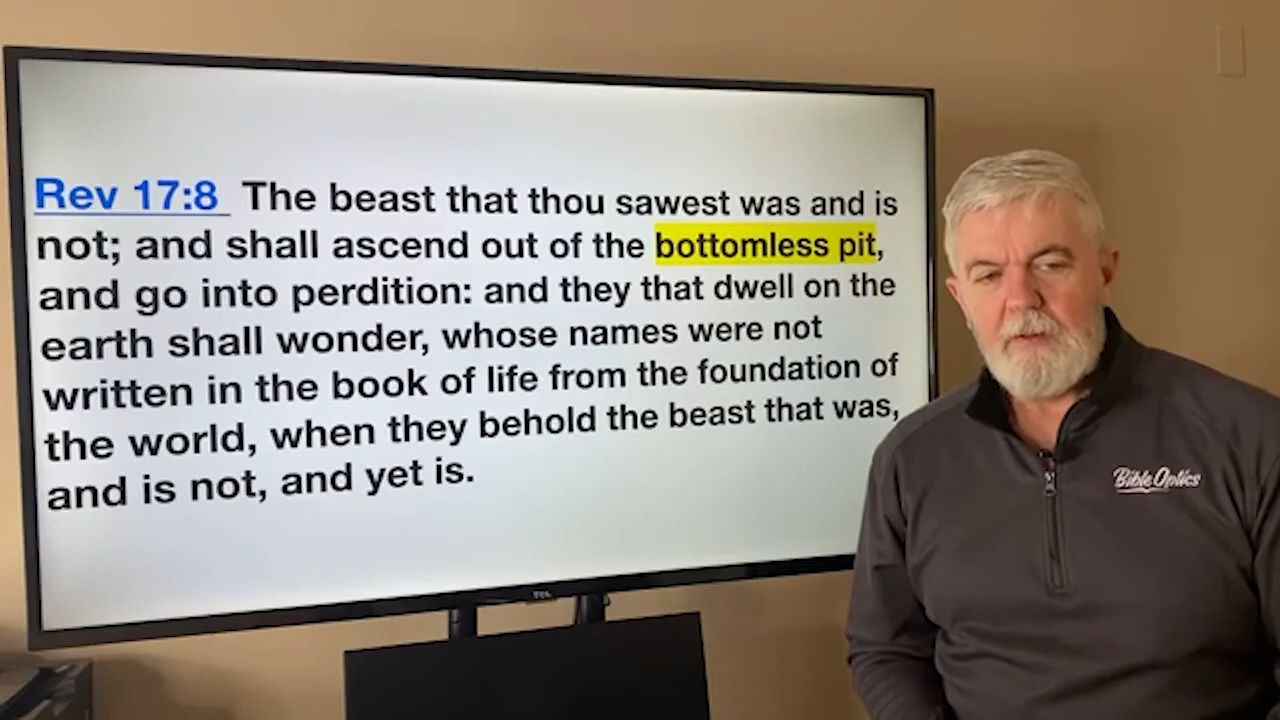 Rev 17:8 The beast that thou sawest was and is
not; and shall ascend out of the bottomless pit,
and go into perdition: and they that dwell on the
earth shall wonder, whose names were not
written in the book of life from the foundation of
the world, when they behold the beast that was,
and is not, and yet is.
TCL
Bible Optics